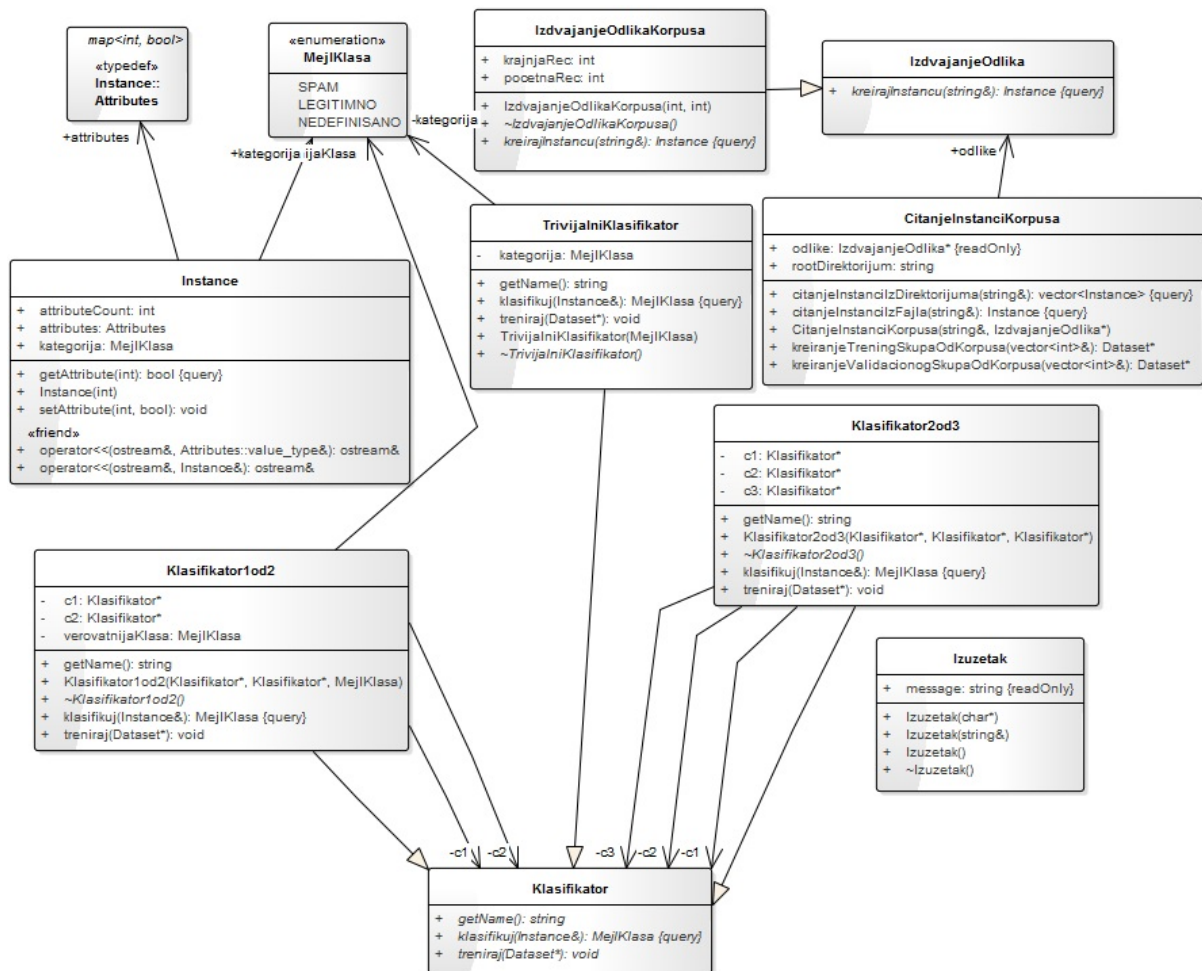 map<int, bool>
«typedef»
Instance::
Attributes
+attributes
«enumeration»
MejlKlasa
SPAM
LEGITIMNO
NEDEFINISANO
-kategorija
+kategorija
ijaKlasa
IzdvajanjeOdlikaKorpusa
+ krajnjaRec: int
+ pocetnaRec: int
+ IzdvajanjeOdlikaKorpusa(int, int)
+ ~IzdvajanjeOdlikaKorpusa()
+ kreirajInstancu(string&): Instance {query}
IzdvajanjeOdlika
+ kreirajInstancu(string&): Instance {query}
+odlike
Instance
+ attributeCount: int
+ attributes: Attributes
+ kategorija: MejlKlasa
+ getAttribute(int): bool {query}
+ Instance(int)
+ setAttribute(int, bool): void
«friend»
+ operator<<(ostream&, Attributes::value_type&): ostream&
+ operator<<(ostream&, Instance&): ostream&
TrivijalniKlasifikator
- kategorija: MejlKlasa
+ getName(): string
+ klasifikuj(Instance&): MejlKlasa {query}
+ treniraj(Dataset*): void
+ TrivijalniKlasifikator(MejlKlasa)
+ ~TrivijalniKlasifikator()
CitanjeInstanciKorpusa
+ odlike: IzdvajanjeOdlika* {readOnly}
+ rootDirektorijum: string
+ citanjeInstanciIzDirektorijuma(string&): vector<Instance> {query}
+ citanjeInstanciIzFajla(string&): Instance {query}
+ CitanjeInstanciKorpusa(string&, IzdvajanjeOdlika*)
+ kreiranjeTreningSkupaOdKorpusa(vector<int>&): Dataset*
+ kreiranjeValidacionogSkupaOdKorpusa(vector<int>&): Dataset*
Klasifikator2od3
- c1: Klasifikator*
- c2: Klasifikator*
- c3: Klasifikator*
+ getName(): string
+ Klasifikator2od3(Klasifikator*, Klasifikator*, Klasifikator*)
+ ~Klasifikator2od3()
+ klasifikuj(Instance&): MejlKlasa {query}
+ treniraj(Dataset*): void
Klasifikator1od2
- c1: Klasifikator*
- c2: Klasifikator*
- verovatnijaKlasa: MejlKlasa
+ getName(): string
+ Klasifikator1od2(Klasifikator*, Klasifikator*, MejlKlasa)
+ ~Klasifikator1od2()
+ klasifikuj(Instance&): MejlKlasa {query}
+ treniraj(Dataset*): void
Izuzetak
+ message: string {readOnly}
+ Izuzetak(char*)
+ Izuzetak(string&)
+ Izuzetak()
+ ~Izuzetak()
-c1 -c2 -c3 -c2 -c1
Klasifikator
+ getName(): string
+ klasifikuj(Instance&): MejlKlasa {query}
+ treniraj(Dataset*): void